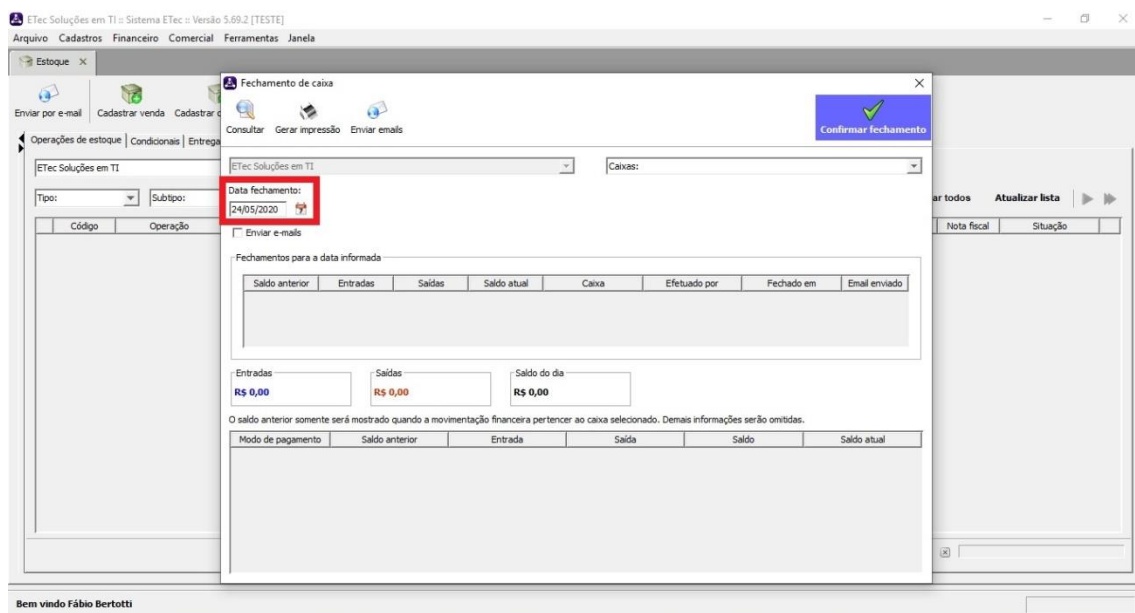 ETec Soluções em TI :: Sistema ETec :: Versão 5.69.2 [TESTE]
Arquivo Cadastros Financeiro Comercial Ferramentas Janela
Estoque
Enviar por e-mail Cadastrar venda Cadastrar
Operações de estoque Condicionais Entrega
ETec Soluções em TI
Tipo: Subtipo:
Código Operação
Fechamento de caixa
Consultar Gerar impressão Enviar emails
Confirmar fechamento
ETec Soluções em TI Caixas:
Data fechamento:
24/05/2020
Enviar e-mails
Fechamentos para a data informada
Saldo anterior Entradas Saídas Saldo atual Caixa Efetuado por Fechado em Email enviado
Entradas Saídas Saldo do dia
R$ 0,00 R$ 0,00 R$ 0,00
O saldo anterior somente será mostrado quando a movimentação financeira pertencer ao caixa selecionado. Demais informações serão omitidas.
Modo de pagamento Saldo anterior Entrada Saída Saldo Saldo atual
ar todos Atualizar lista
Nota fiscal Situação
Bem vindo Fábio Bertotti